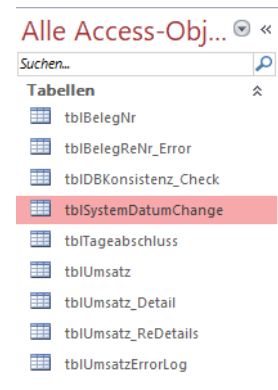 Alle Access-Obj...
Suchen...
Tabellen
tblBelegNr
tblBelegReNr_Error
tblDBKonsistenz_Check
tblSystemDatumChange
tblTageabschluss
tblUmsatz
tblUmsatz_Detail
tblUmsatz_ReDetails
tblUmsatzErrorLog